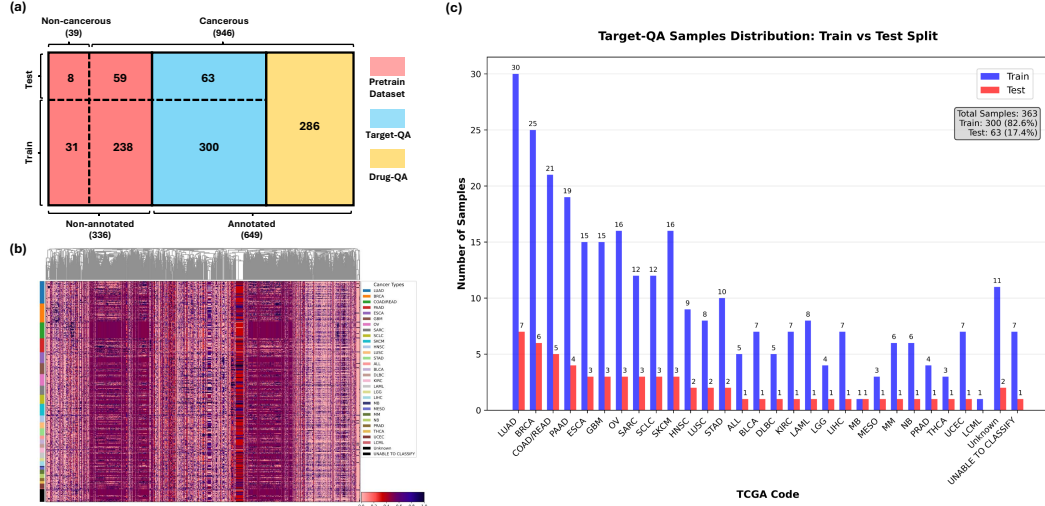 (a)
Non-cancerous
(39)
Cancerous
(946)
Test
Train
8
59
63
31
238
300
286
Pretrain
Dataset
Target-QA
Drug-QA
Non-annotated
(336)
Annotated
(649)
(b)
Cancer Types
LUAD
BRCA
COAD/READ
PAAD
ESCA
GBM
OV
SARC
SCLC
SKCM
HNSC
LUSC
STAD
ALL
BLCA
DLBC
KIRC
LAML
LGG
LIHC
MB
MESO
MM
NB
PRAD
THCA
UCEC
LCML
Unknown
UNABLE TO CLASSIFY
(c)
Target-QA Samples Distribution: Train vs Test Split
Train
Test
Total Samples: 363
Train: 300 (82.6%)
Test: 63 (17.4%)
Number of Samples
30
25
20
15
10
5
0
30 7
25 6
21 5
19 4
15 3
15 3
16 3
12 3
12 3
16 3
9 2
8 2
10 2
5 1
7 1
5 1
7 1
8 1
4 1
7 1
1 1
3 1
6 1
6 1
4 1
3 1
7 1
1
11 2
7 1
LUAD
BRCA
COAD/READ
PAAD
ESCA
GBM
OV
SARC
SCLC
SKCM
HNSC
LUSC
STAD
ALL
BLCA
DLBC
KIRC
LAML
LGG
LIHC
MB
MESO
MM
NB
PRAD
THCA
UCEC
LCML
Unknown
UNABLE TO CLASSIFY
TCGA Code